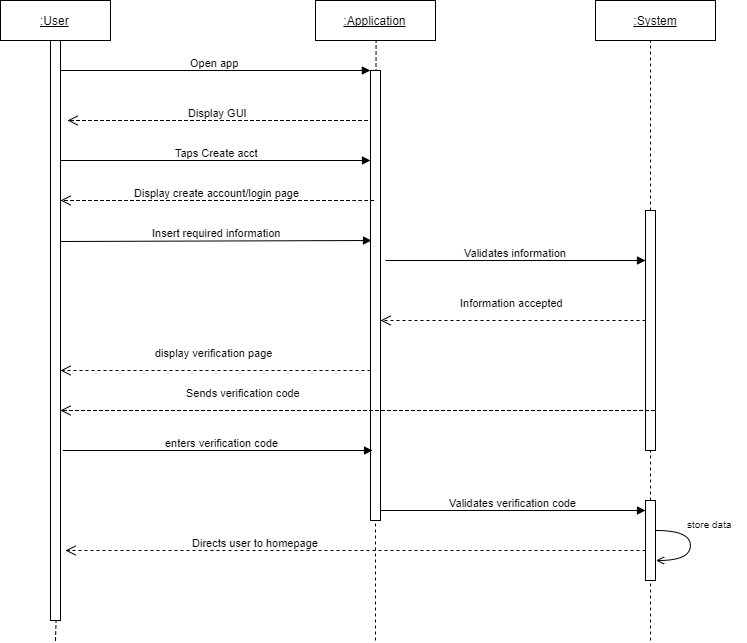 :User
:Application
:System
Open app
Display GUI
Taps Create acct
Display create account/login page
Insert required information
Validates information
Information accepted
display verification page
Sends verification code
enters verification code
Validates verification code
store data
Directs user to homepage